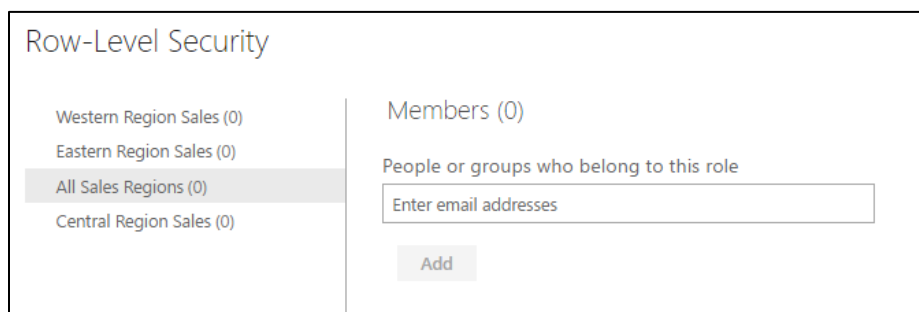 Row-Level Security
Western Region Sales (0)
Eastern Region Sales (0)
All Sales Regions (0)
Central Region Sales (0)
Members (0)
People or groups who belong to this role
Enter email addresses
Add